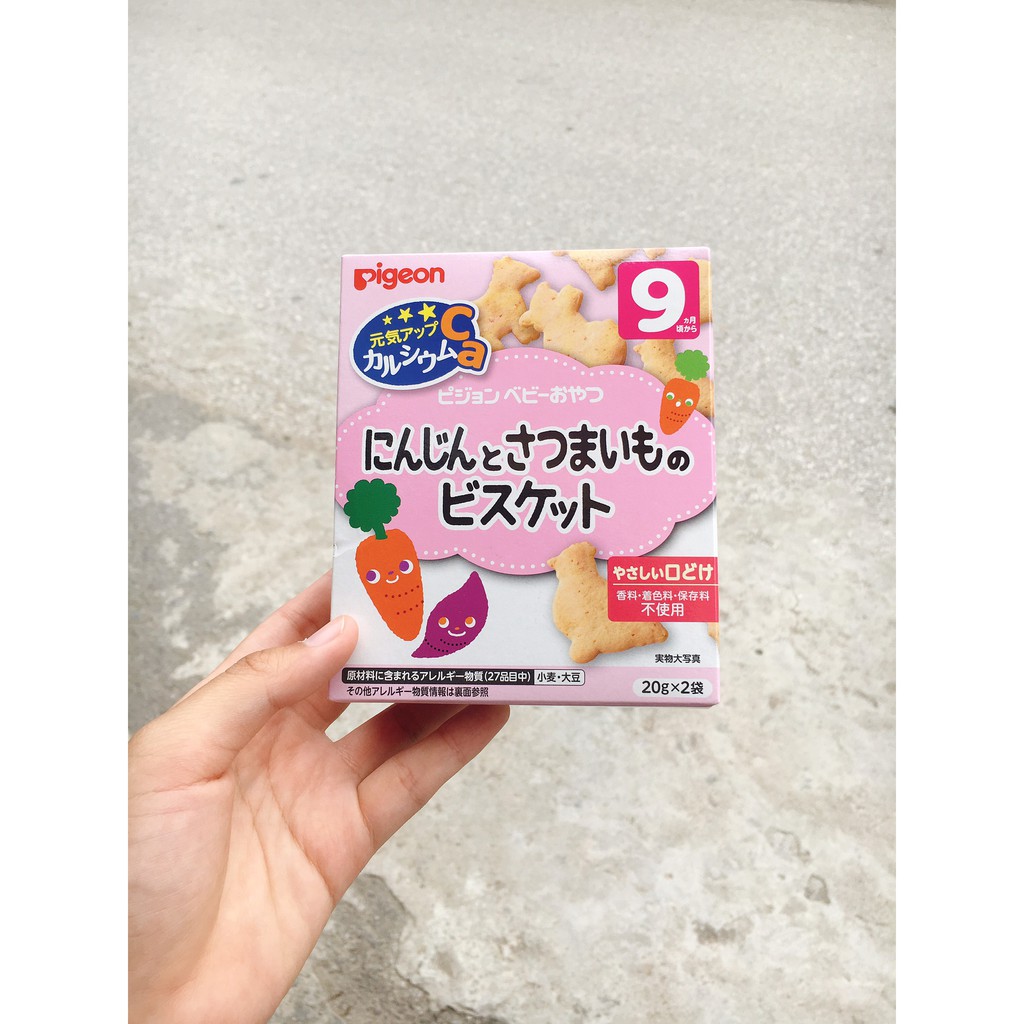 pigeon
9
ヵ月
頃から
元気アップ
カルシウム
Ca
ピジョン ベビーおやつ
にんじんとさつまいもの
ビスケット
やさしい口どけ
香料・着色料・保存料
不使用
実物大写真
原材料に含まれるアレルギー物質(27品目中) 小麦・大豆
その他アレルギー物質情報は裏面参照
20g×2袋